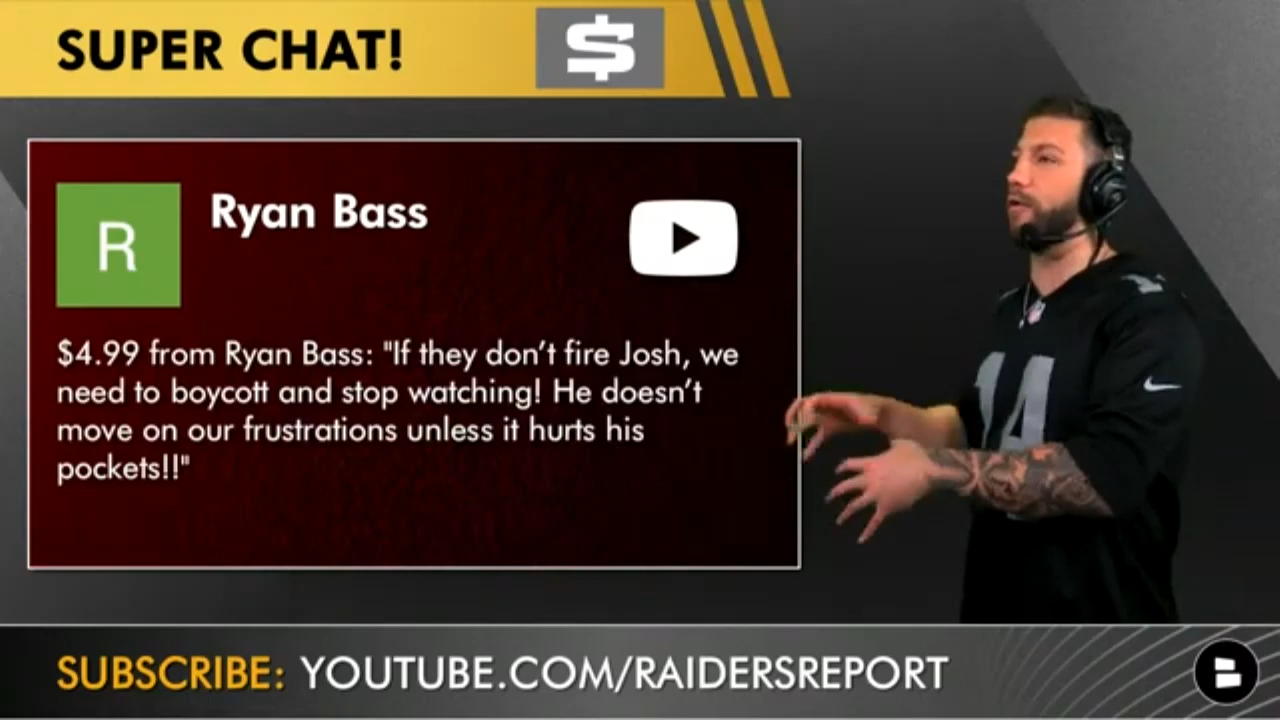 SUPER CHAT!
$
R
Ryan Bass
$4.99 from Ryan Bass: "If they don't fire Josh, we
need to boycott and stop watching! He doesn't
move on our frustrations unless it hurts his
pockets!!"
14
SUBSCRIBE: YOUTUBE.COM/RAIDERSREPORT